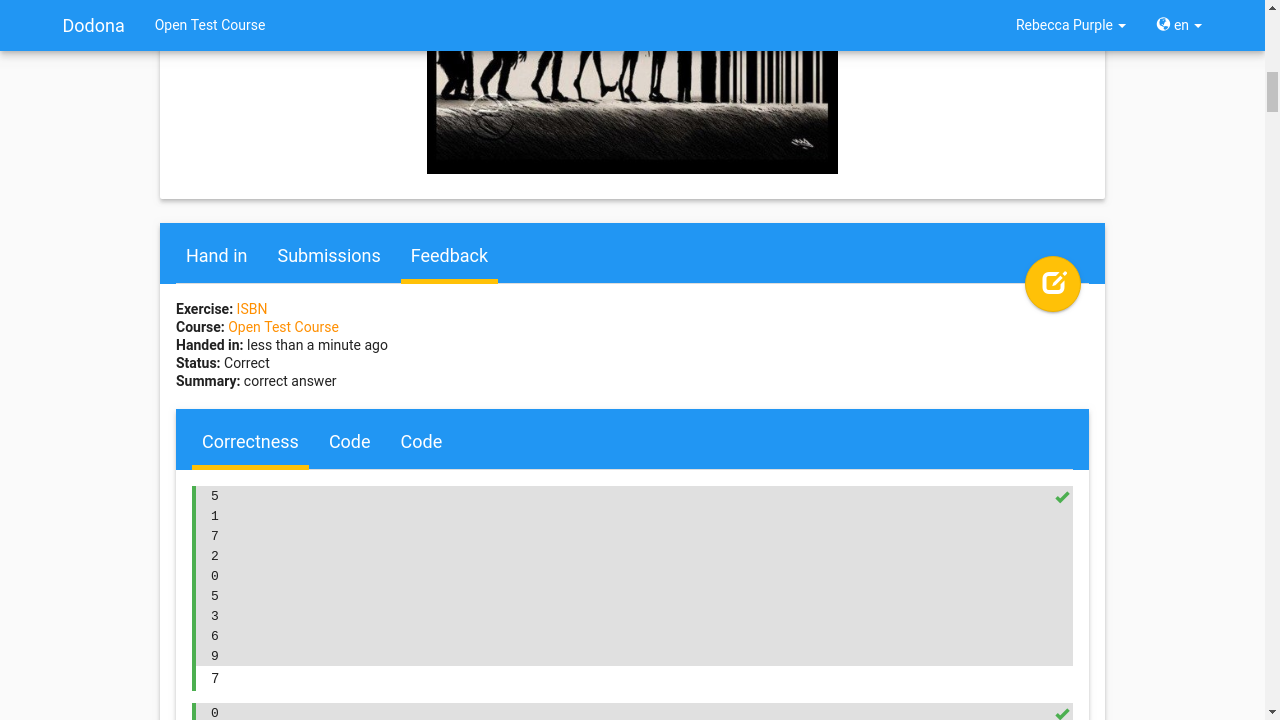 Dodona Open Test Course Rebecca Purple en
Hand in Submissions Feedback
Exercise: ISBN
Course: Open Test Course
Handed in: less than a minute ago
Status: Correct
Summary: correct answer
Correctness Code Code
5
1
7
2
0
5
3
6
9
7
0